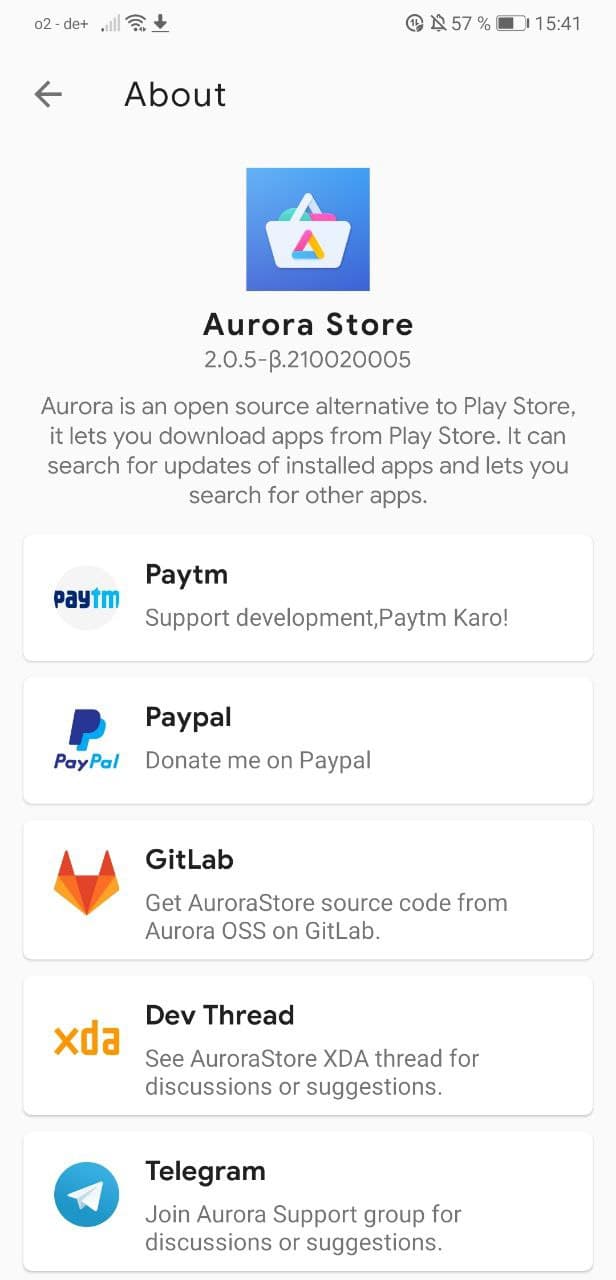 o2 - de+ 57 % 15:41
About
Aurora Store
2.0.5-β.210020005
Aurora is an open source alternative to Play Store,
it lets you download apps from Play Store. It can
search for updates of installed apps and lets you
search for other apps.
paytm
Paytm
Support development,Paytm Karo!
PayPal
Paypal
Donate me on Paypal
GitLab
Get AuroraStore source code from
Aurora OSS on GitLab.
xda
Dev Thread
See AuroraStore XDA thread for
discussions or suggestions.
Telegram
Join Aurora Support group for
discussions or suggestions.